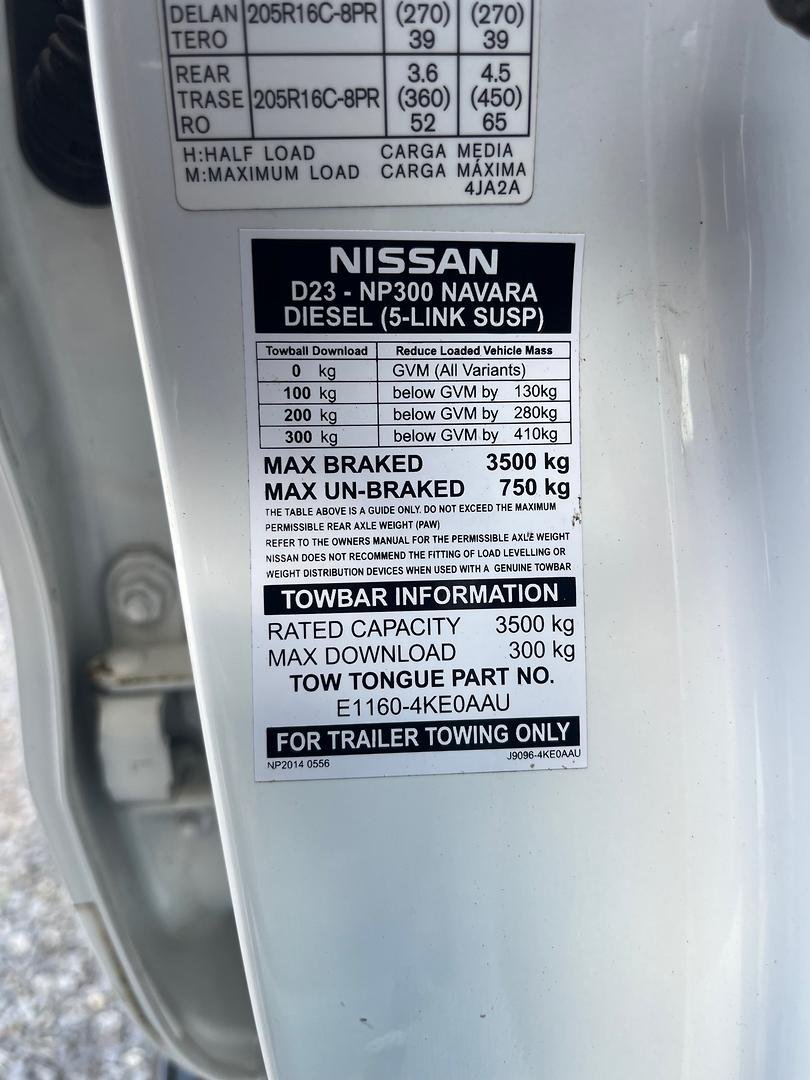 DELAN 205R16C-8PR (270) (270)
TERO 39 39
REAR 3.6 4.5
TRASE 205R16C-8PR (360) (450)
RO 52 65
H:HALF LOAD CARGA MEDIA
M:MAXIMUM LOAD CARGA MÁXIMA
4JA2A
NISSAN
D23 - NP300 NAVARA
DIESEL (5-LINK SUSP)
Towball Download Reduce Loaded Vehicle Mass
0 kg GVM (All Variants)
100 kg below GVM by 130kg
200 kg below GVM by 280kg
300 kg below GVM by 410kg
MAX BRAKED 3500 kg
MAX UN-BRAKED 750 kg
THE TABLE ABOVE IS A GUIDE ONLY. DO NOT EXCEED THE MAXIMUM
PERMISSIBLE REAR AXLE WEIGHT (PAW)
REFER TO THE OWNERS MANUAL FOR THE PERMISSIBLE AXLE WEIGHT
NISSAN DOES NOT RECOMMEND THE FITTING OF LOAD LEVELLING OR
WEIGHT DISTRIBUTION DEVICES WHEN USED WITH A GENUINE TOWBAR
TOWBAR INFORMATION
RATED CAPACITY 3500 kg
MAX DOWNLOAD 300 kg
TOW TONGUE PART NO.
E1160-4KE0AAU
FOR TRAILER TOWING ONLY
NP2014 0556 J9096-4KE0AAU